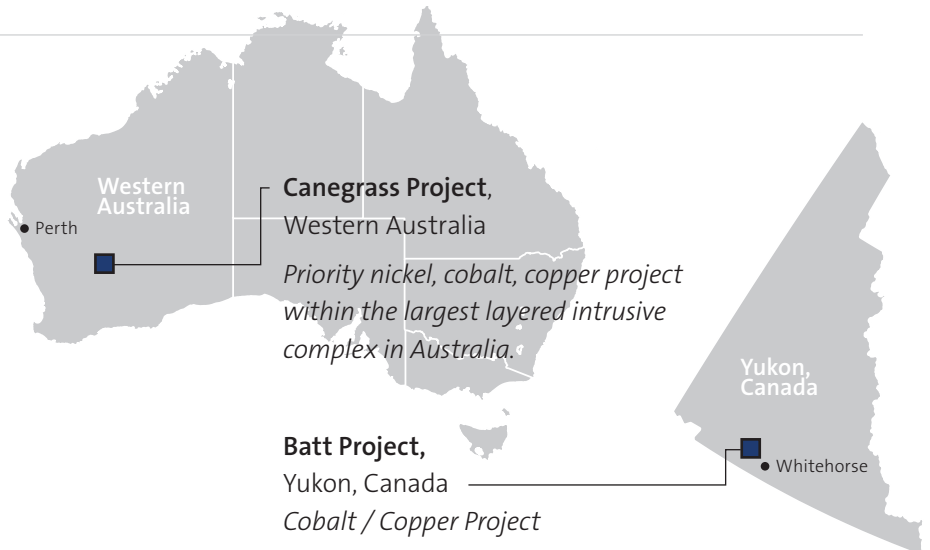 Western
Australia
Perth
Canegrass Project,
Western Australia
Priority nickel, cobalt, copper project
within the largest layered intrusive
complex in Australia.
Yukon,
Canada
Batt Project,
Yukon, Canada
Cobalt / Copper Project
Whitehorse